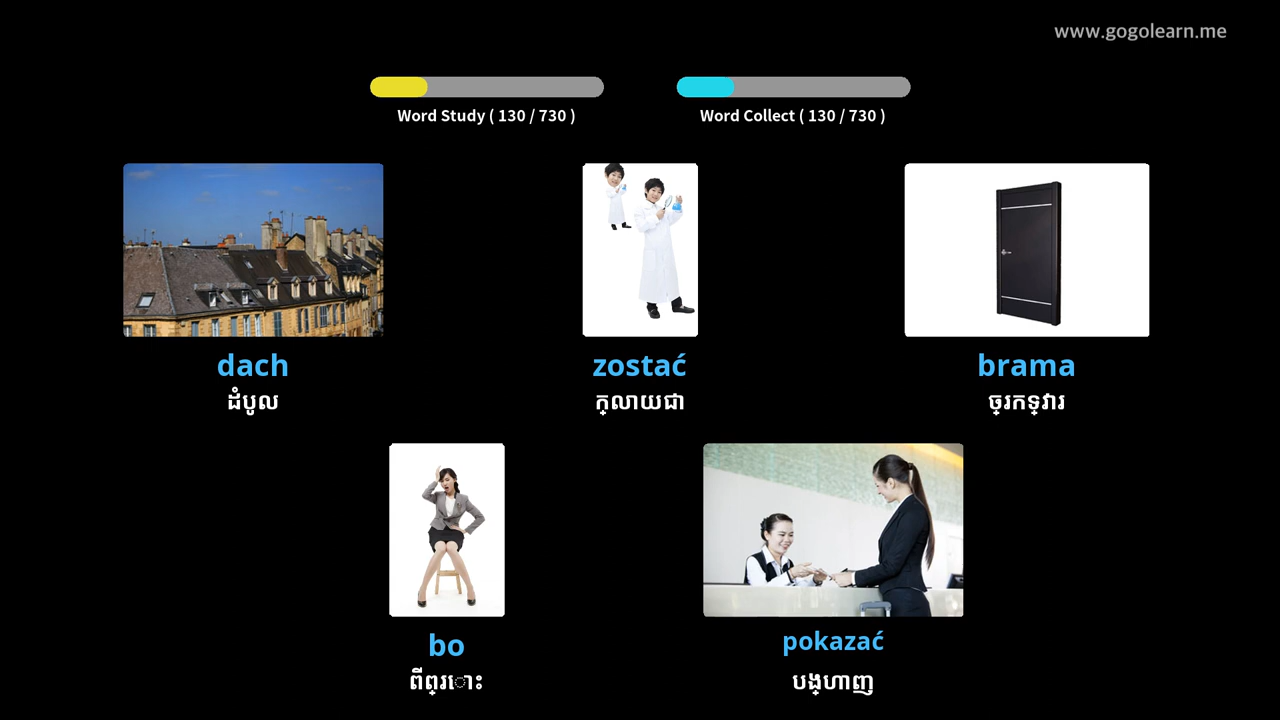 www.gogolearn.me
Word Study ( 130 / 730 )
Word Collect ( 130 / 730 )
dach
zostać
brama
ដំបូល
ក្លាយជា
ច្រកទ្វារ
bo
pokazać
ពីព្រោះ
បង្ហាញ